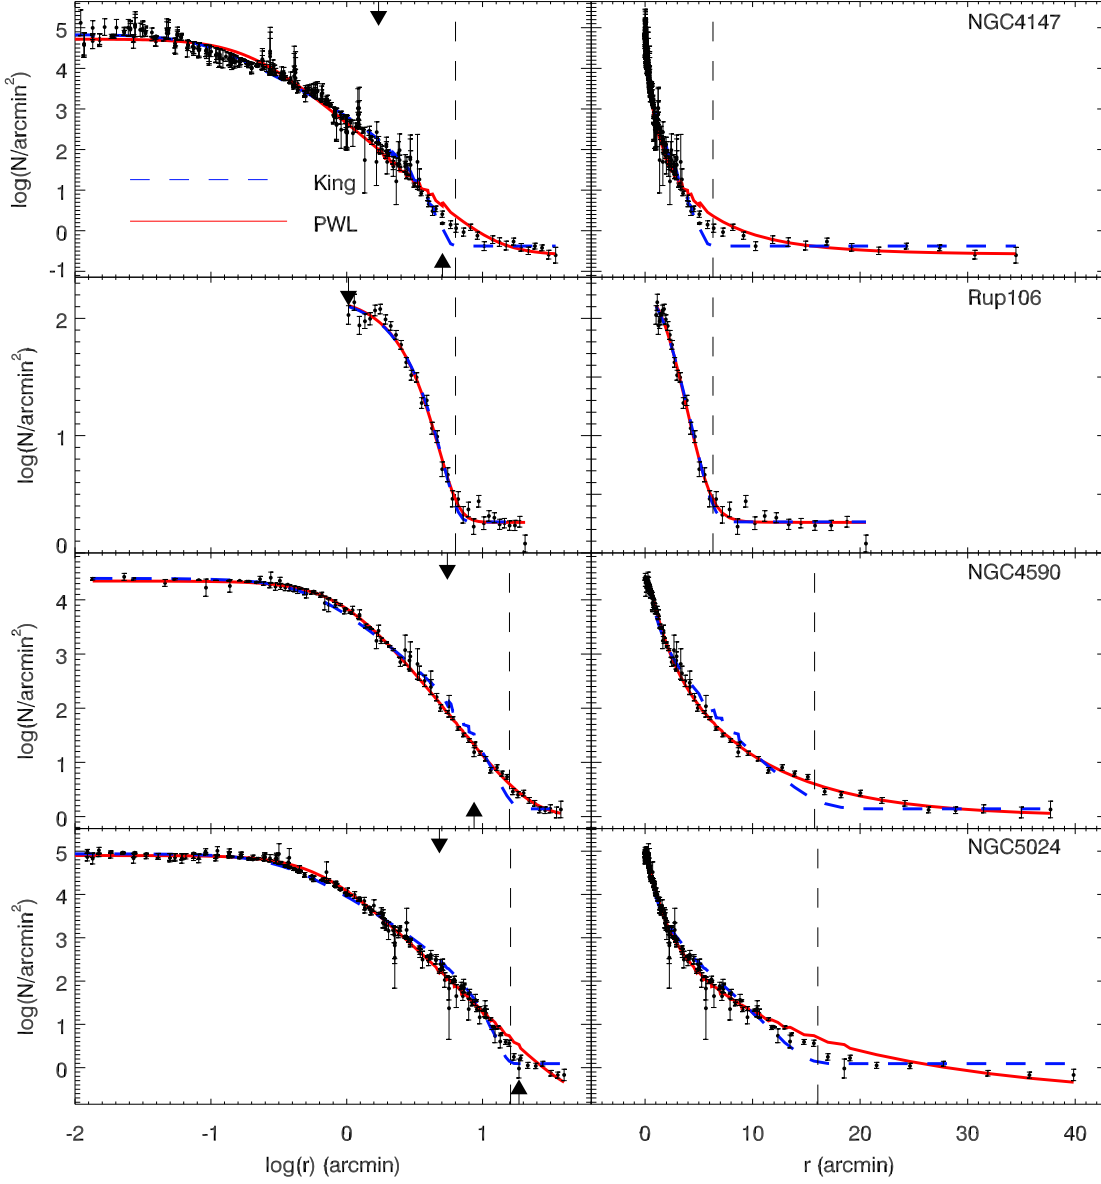 NGC4147
5
4
3
2
1
0
-1
log(N/arcmin²)
King
PWL
Rup106
2
1
0
log(N/arcmin²)
NGC4590
4
3
2
1
0
log(N/arcmin²)
NGC5024
5
4
3
2
1
0
log(N/arcmin²)
-2 -1 0 1 0 10 20 30 40
log(r) (arcmin) r (arcmin)